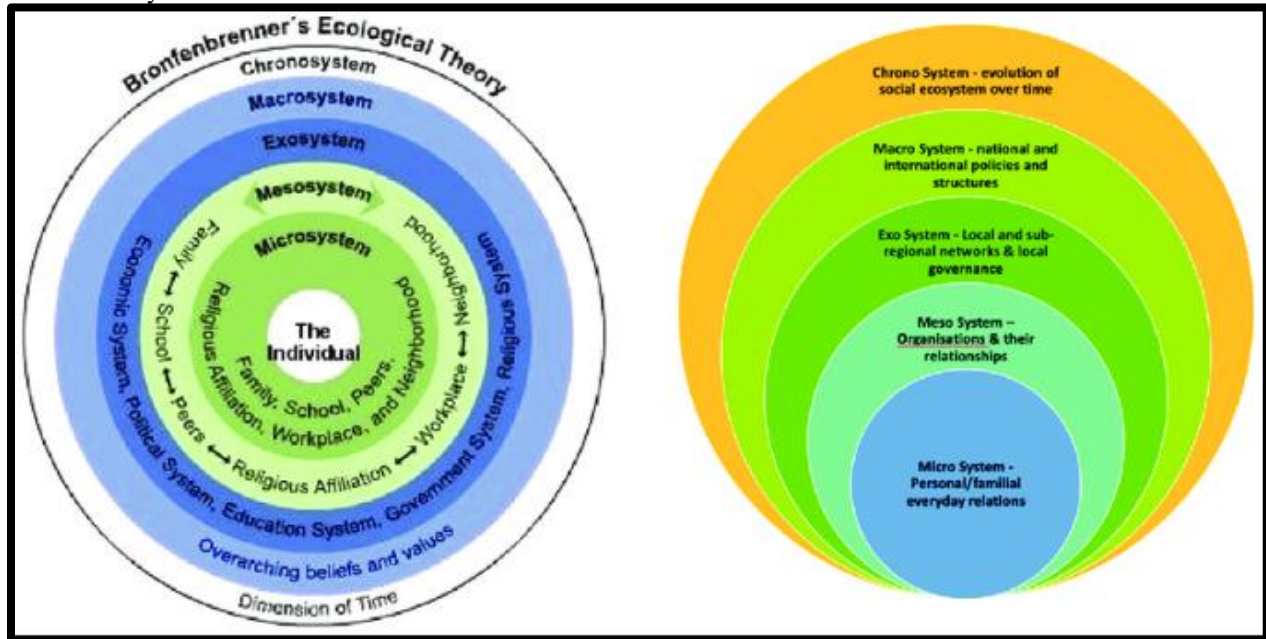 Bronfenbrenner´s Ecological Theory
Chronosystem
Macrosystem
Exosystem
Mesosystem
Microsystem
The
Individual
Family, School, Peers,
Religious Affiliation, Workplace, and Neighborhood
Family ↔ School ↔ Peers ↔ Religious Affiliation ↔ Workplace ↔ Neighborhood
Economic System, Political System, Education System, Government System, Religious System
Overarching beliefs and values
Dimension of Time
Chrono System - evolution of
social ecosystem over time
Macro System - national and
international policies and
structures
Exo System - Local and sub-
regional networks & local
governance
Meso System –
Organisations & their
relationships
Micro System -
Personal/familial
everyday relations